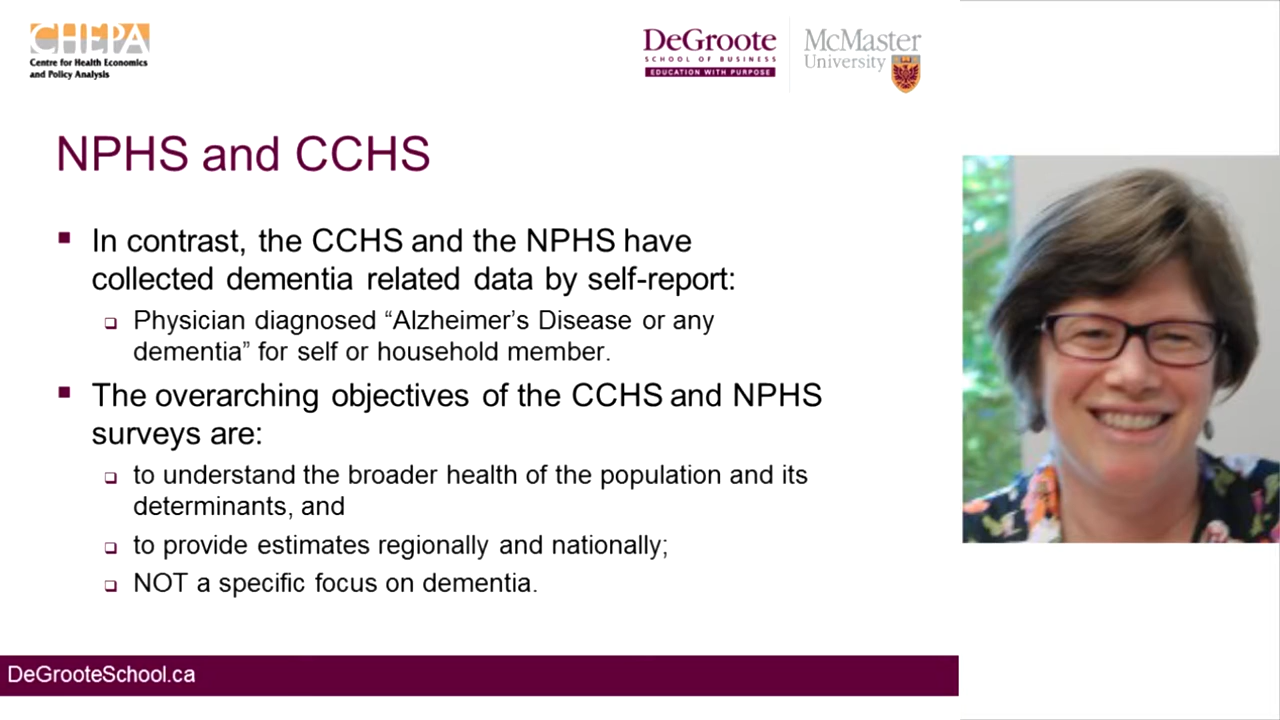 CHEPA
Centre for Health Economics
and Policy Analysis
DeGroote
SCHOOL OF BUSINESS
EDUCATION WITH PURPOSE
McMaster
University
NPHS and CCHS
In contrast, the CCHS and the NPHS have
collected dementia related data by self-report:
Physician diagnosed “Alzheimer’s Disease or any
dementia” for self or household member.
The overarching objectives of the CCHS and NPHS
surveys are:
to understand the broader health of the population and its
determinants, and
to provide estimates regionally and nationally;
NOT a specific focus on dementia.
DeGrooteSchool.ca